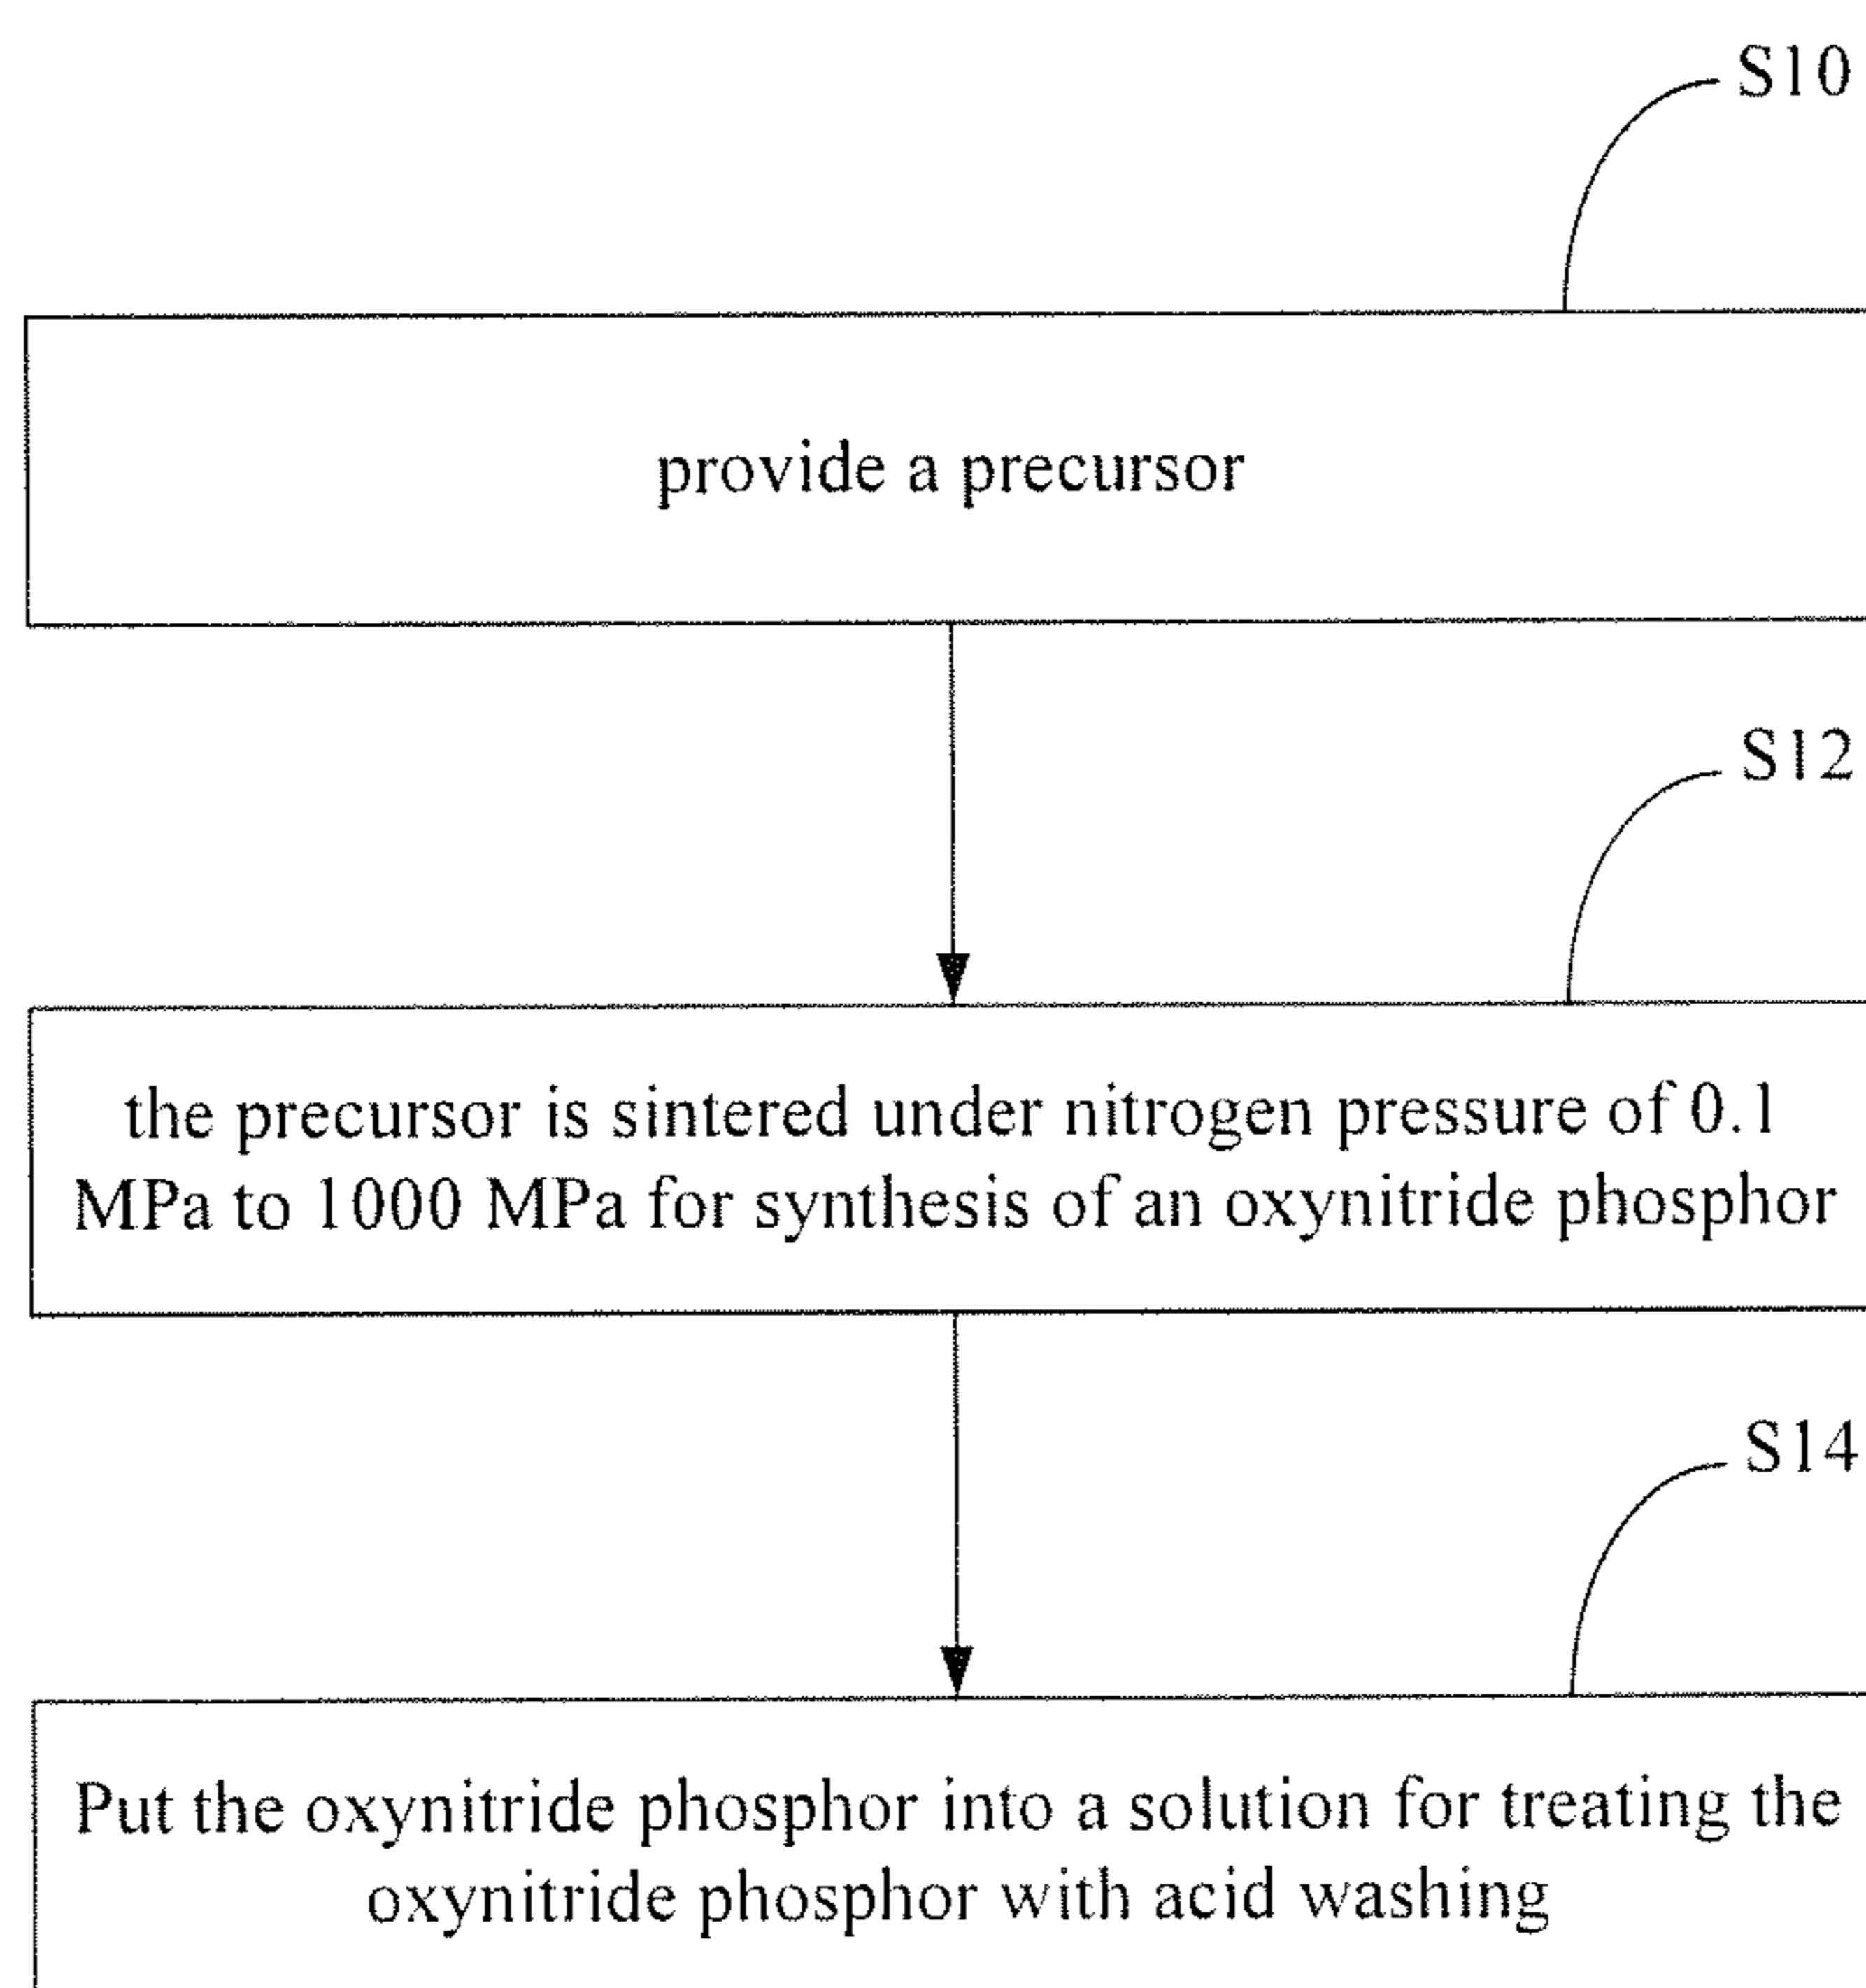 S10
provide a precursor
S12
the precursor is sintered under nitrogen pressure of 0.1
MPa to 1000 MPa for synthesis of an oxynitride phosphor
S14
Put the oxynitride phosphor into a solution for treating the
oxynitride phosphor with acid washing